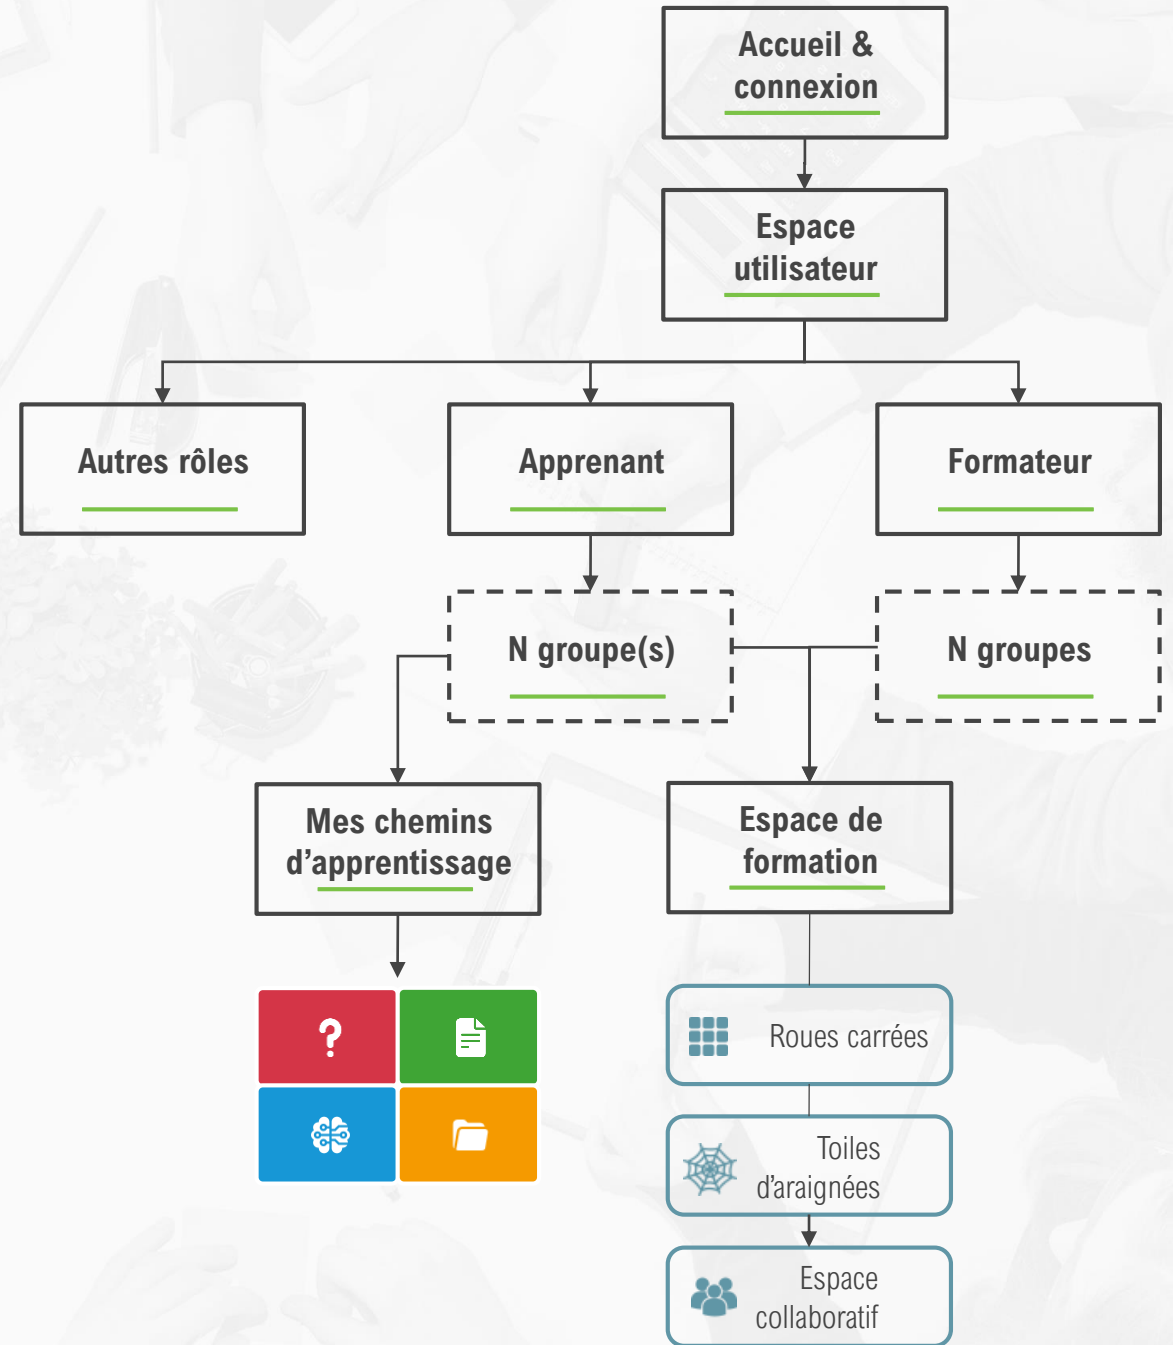 Accueil &
connexion
Espace
utilisateur
Autres rôles
Apprenant
Formateur
N groupe(s)
N groupes
Mes chemins
d’apprentissage
Espace de
formation
?
Roues carrées
Toiles
d’araignées
Espace
collaboratif